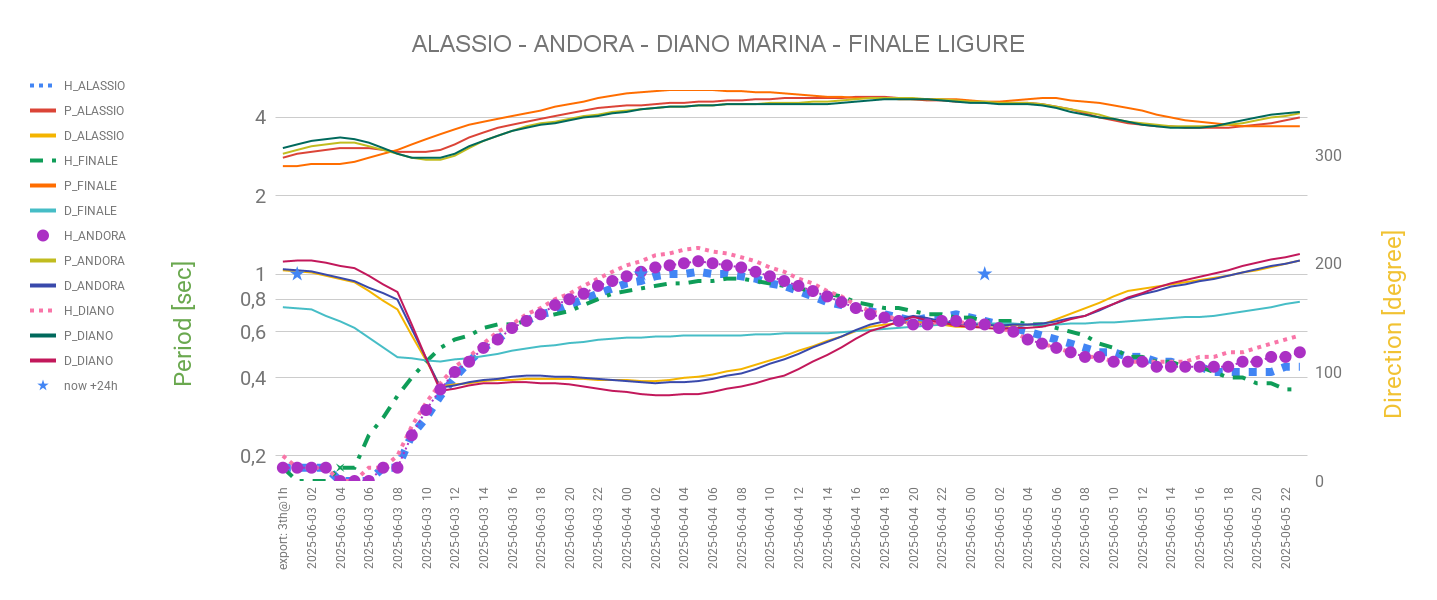 ALASSIO - ANDORA - DIANO MARINA - FINALE LIGURE
H_ALASSIO
P_ALASSIO
D_ALASSIO
H_FINALE
P_FINALE
D_FINALE
H_ANDORA
P_ANDORA
D_ANDORA
H_DIANO
P_DIANO
D_DIANO
now +24h
Period [sec]
4
2
1
0,8
0,6
0,4
0,2
300
200
100
0
Direction [degree]
export: 3th@1h
2025-06-03 02
2025-06-03 04
2025-06-03 06
2025-06-03 08
2025-06-03 10
2025-06-03 12
2025-06-03 14
2025-06-03 16
2025-06-03 18
2025-06-03 20
2025-06-03 22
2025-06-04 00
2025-06-04 02
2025-06-04 04
2025-06-04 06
2025-06-04 08
2025-06-04 10
2025-06-04 12
2025-06-04 14
2025-06-04 16
2025-06-04 18
2025-06-04 20
2025-06-04 22
2025-06-05 00
2025-06-05 02
2025-06-05 04
2025-06-05 06
2025-06-05 08
2025-06-05 10
2025-06-05 12
2025-06-05 14
2025-06-05 16
2025-06-05 18
2025-06-05 20
2025-06-05 22